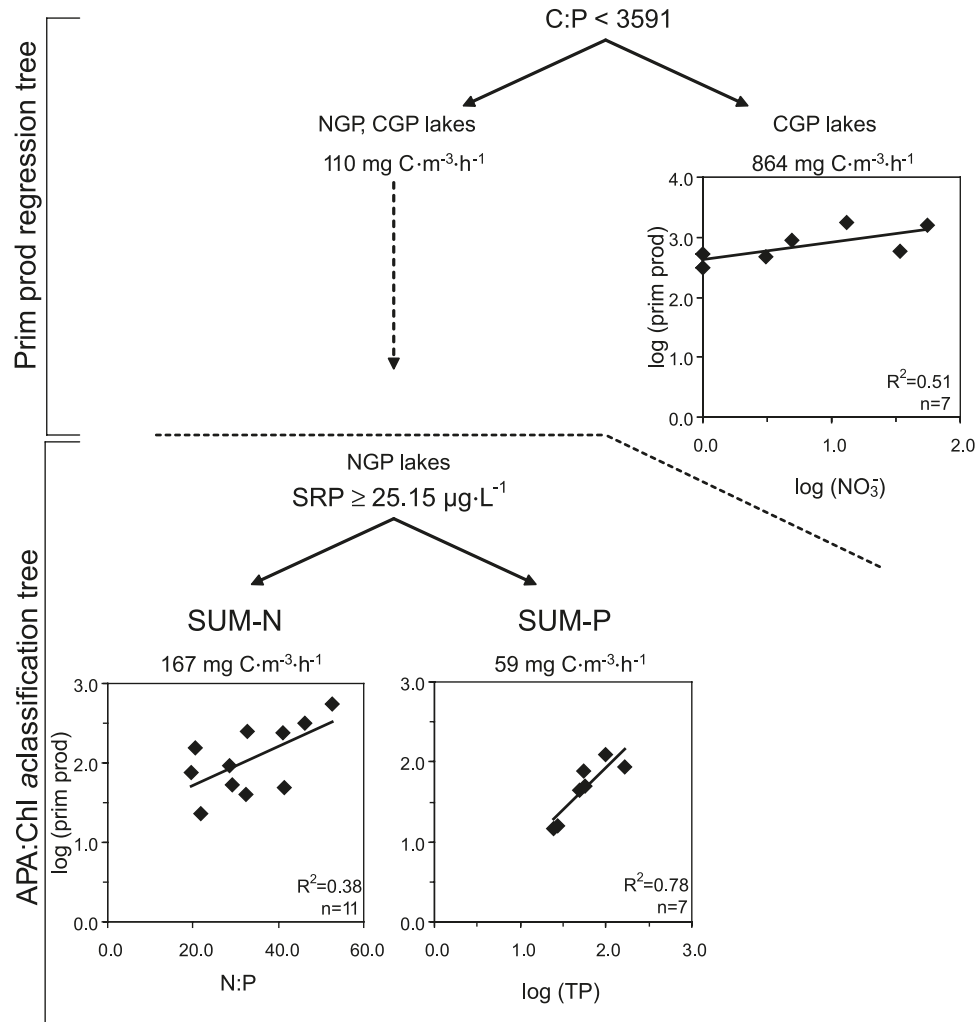 Prim prod regression tree
C:P < 3591
NGP, CGP lakes
110 mg C·m⁻³·h⁻¹
CGP lakes
864 mg C·m⁻³·h⁻¹
log (prim prod)
4.0
3.0
2.0
1.0
0.0
R²=0.51
n=7
0.0 1.0 2.0
log (NO₃⁻)
APA:Chl aclassification tree
NGP lakes
SRP ≥ 25.15 µg·L⁻¹
SUM-N
167 mg C·m⁻³·h⁻¹
log (prim prod)
3.0
2.0
1.0
0.0
R²=0.38
n=11
0.0 20.0 40.0 60.0
N:P
SUM-P
59 mg C·m⁻³·h⁻¹
3.0
2.0
1.0
0.0
R²=0.78
n=7
0.0 1.0 2.0 3.0
log (TP)